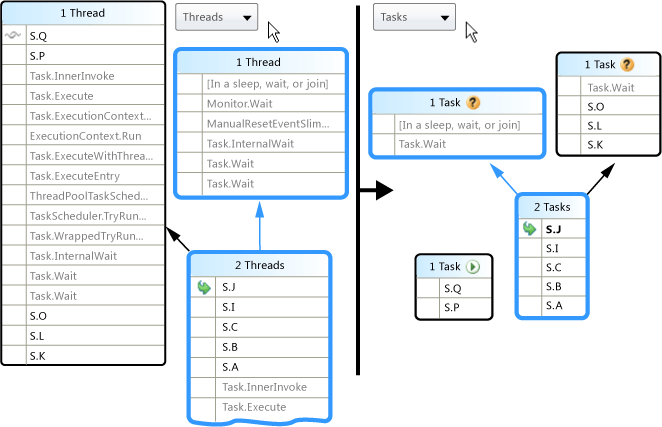 1 Thread
S.Q
S.P
Task.InnerInvoke
Task.Execute
Task.ExecutionContext...
ExecutionContext.Run
Task.ExecuteWithThrea...
Task.ExecuteEntry
ThreadPoolTaskSched...
TaskScheduler.TryRun...
Task.WrappedTryRun...
Task.InternalWait
Task.Wait
Task.Wait
S.O
S.L
S.K
Threads
1 Thread
[In a sleep, wait, or join]
Monitor.Wait
ManualResetEventSlim...
Task.InternalWait
Task.Wait
Task.Wait
2 Threads
S.J
S.I
S.C
S.B
S.A
Task.InnerInvoke
Task.Execute
Tasks
1 Task ?
[In a sleep, wait, or join]
Task.Wait
1 Task ?
Task.Wait
S.O
S.L
S.K
2 Tasks
S.J
S.I
S.C
S.B
S.A
1 Task
S.Q
S.P